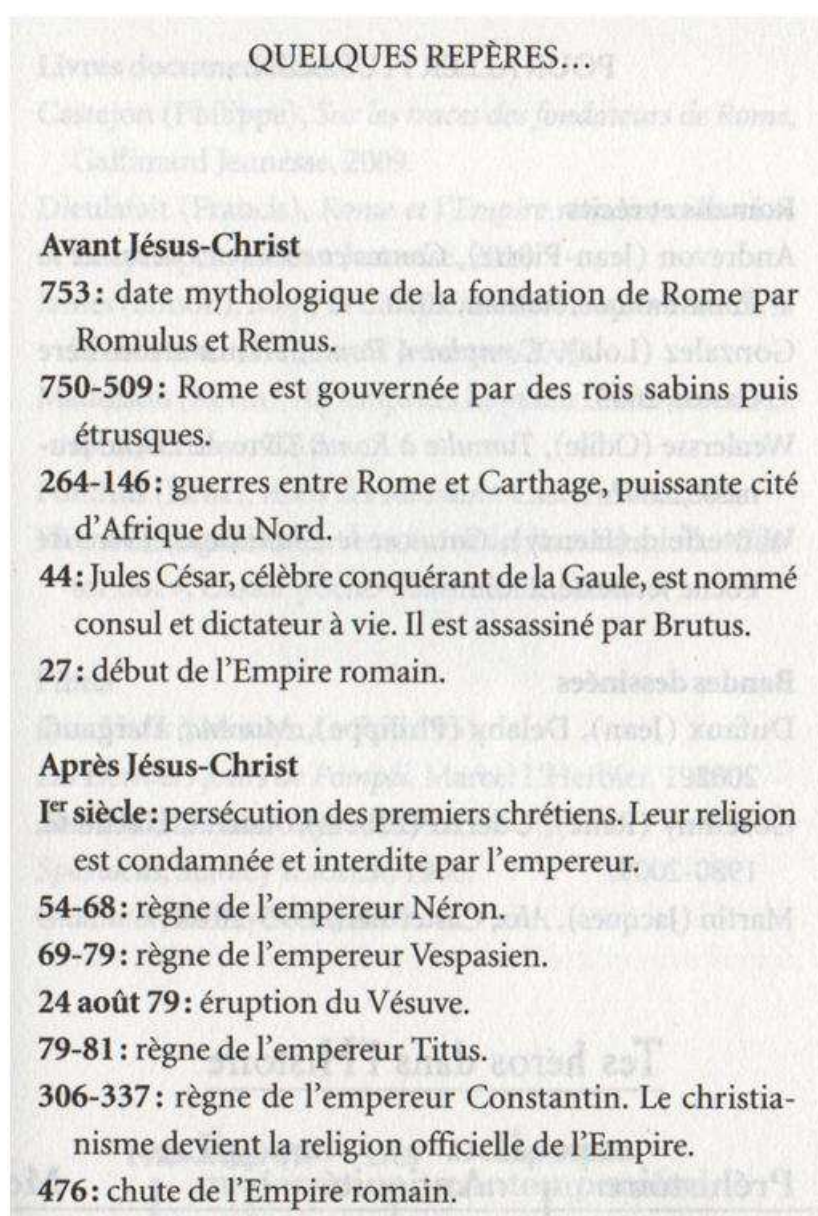 QUELQUES REPÈRES…
Avant Jésus-Christ
753 : date mythologique de la fondation de Rome par
Romulus et Remus.
750-509 : Rome est gouvernée par des rois sabins puis
étrusques.
264-146 : guerres entre Rome et Carthage, puissante cité
d’Afrique du Nord.
44 : Jules César, célèbre conquérant de la Gaule, est nommé
consul et dictateur à vie. Il est assassiné par Brutus.
27 : début de l’Empire romain.
Après Jésus-Christ
Ier siècle : persécution des premiers chrétiens. Leur religion
est condamnée et interdite par l’empereur.
54-68 : règne de l’empereur Néron.
69-79 : règne de l’empereur Vespasien.
24 août 79 : éruption du Vésuve.
79-81 : règne de l’empereur Titus.
306-337 : règne de l’empereur Constantin. Le christia-
nisme devient la religion officielle de l’Empire.
476 : chute de l’Empire romain.